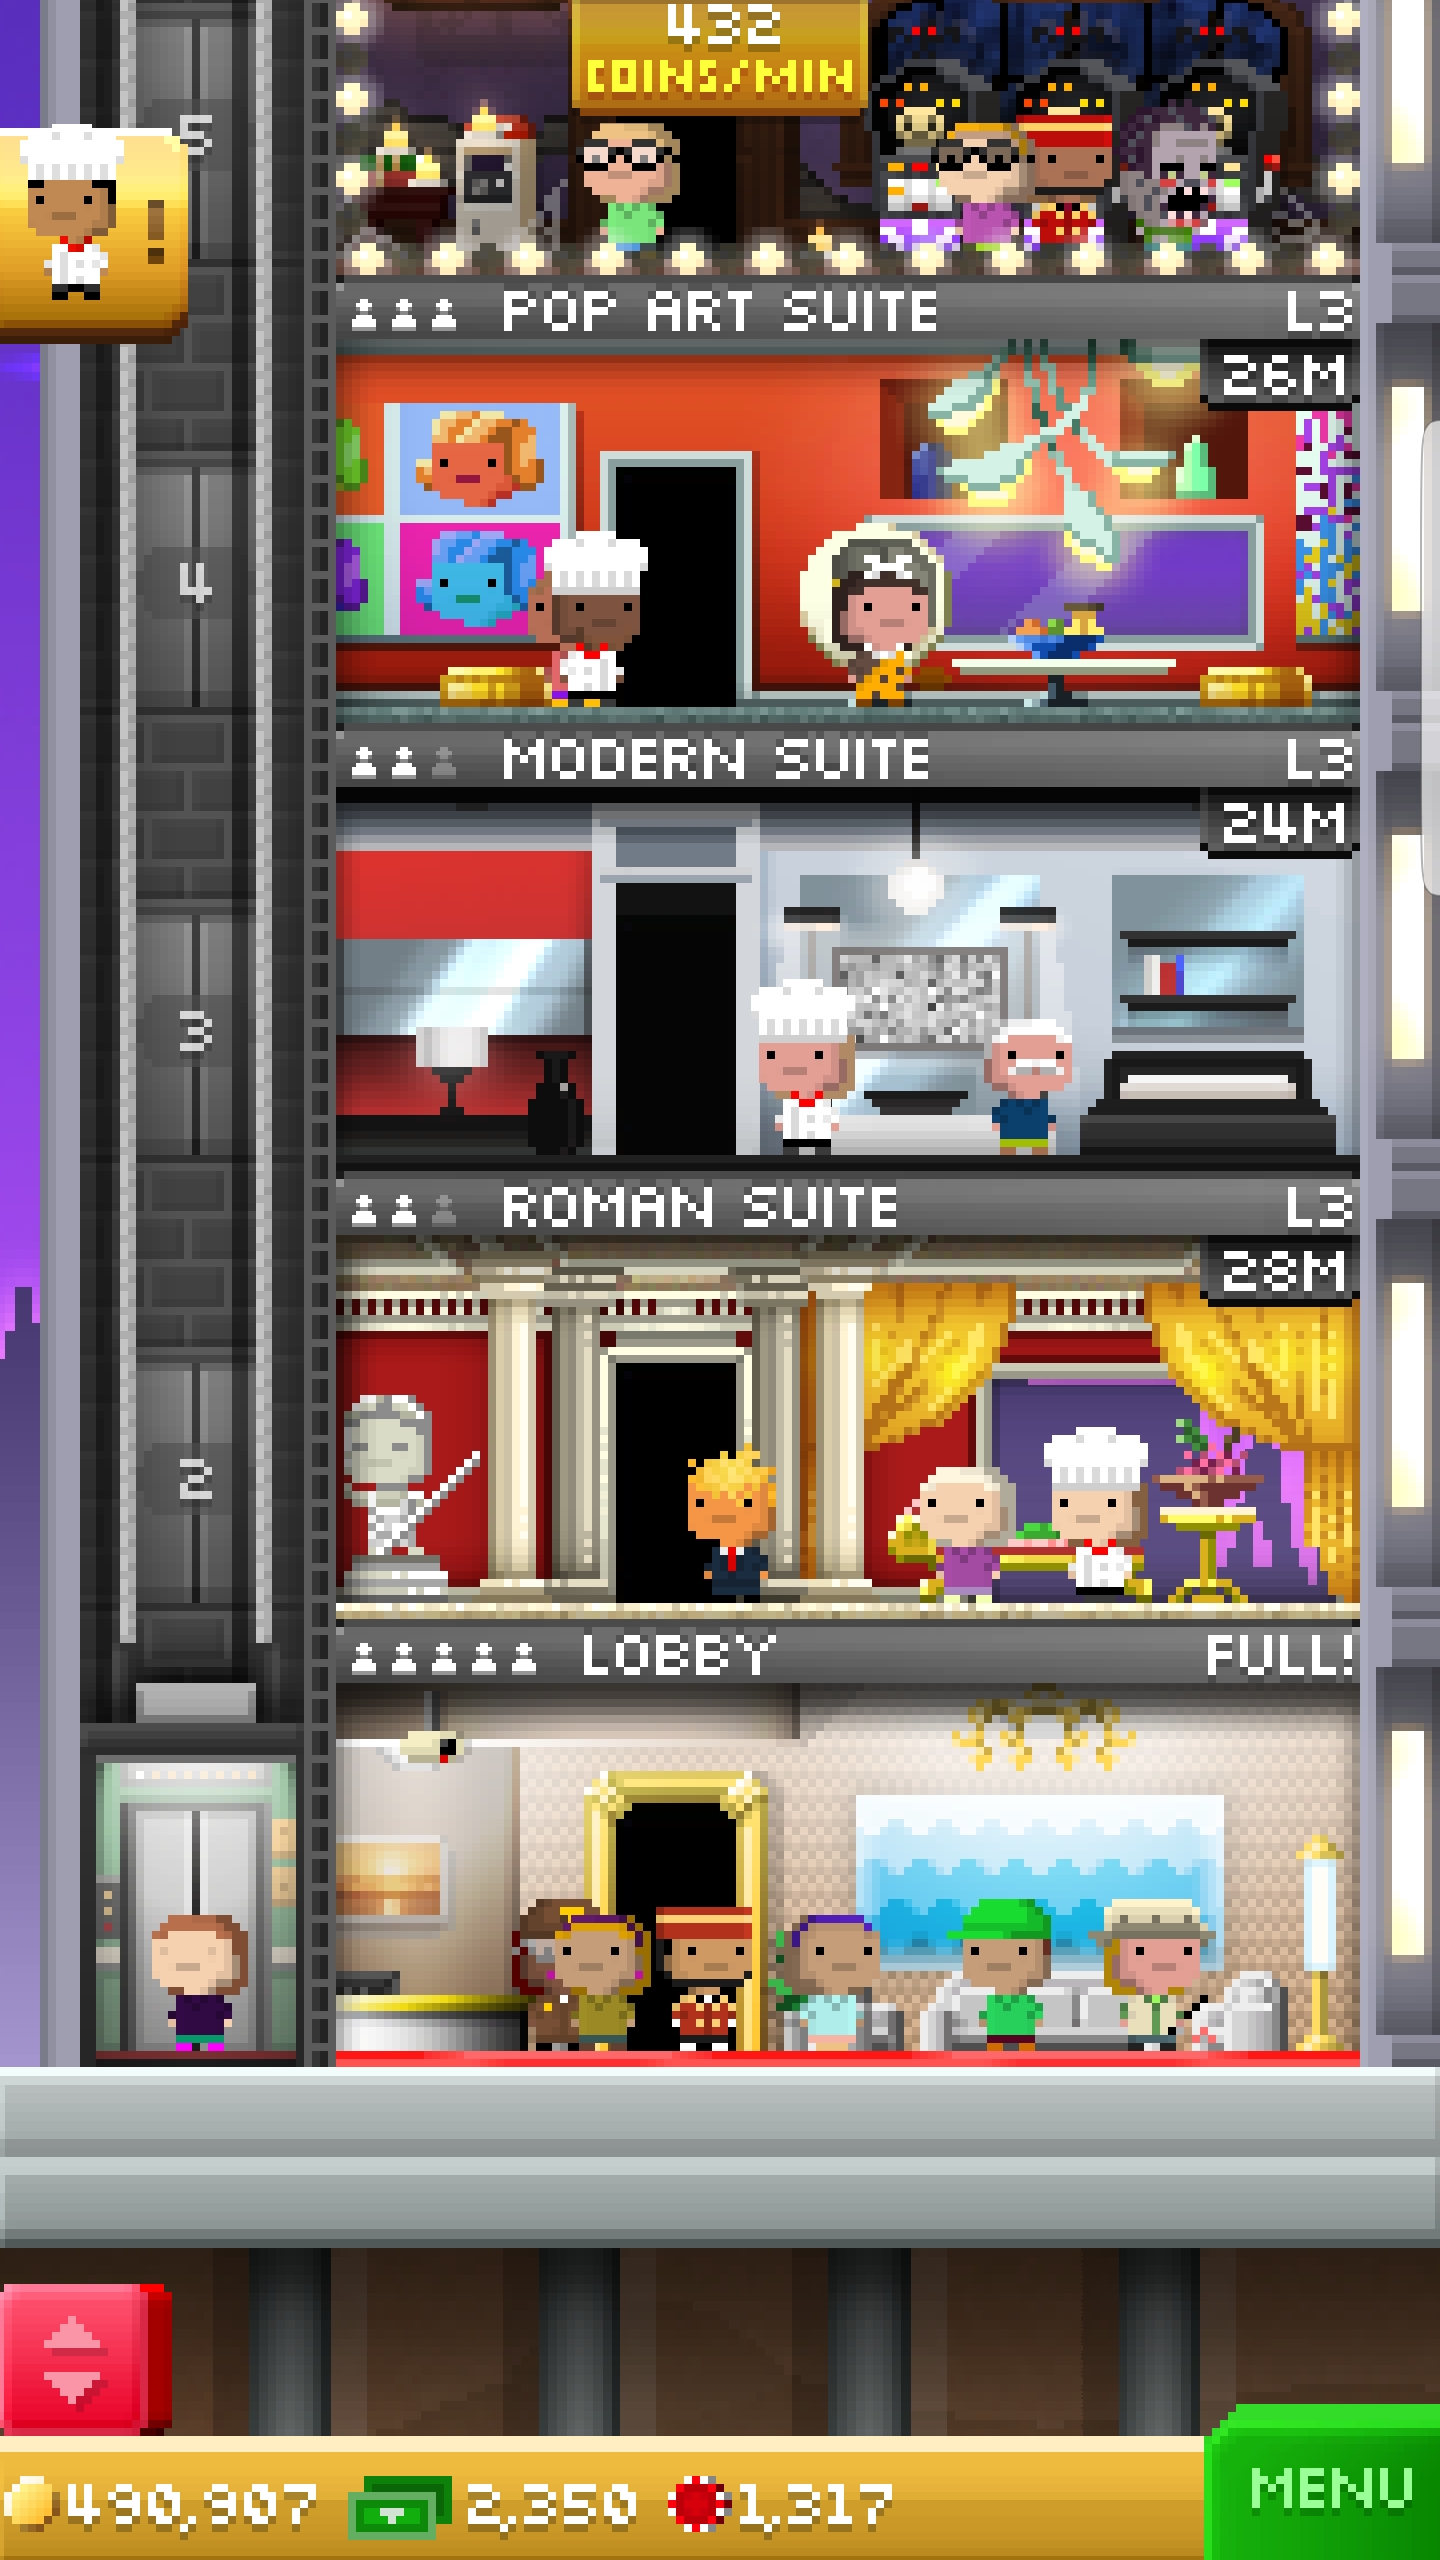 432
COINS/MIN
5
!
POP ART SUITE L3
26M
4
MODERN SUITE L3
24M
3
ROMAN SUITE L3
28M
2
LOBBY FULL!
490,907 2,350 1,317
MENU